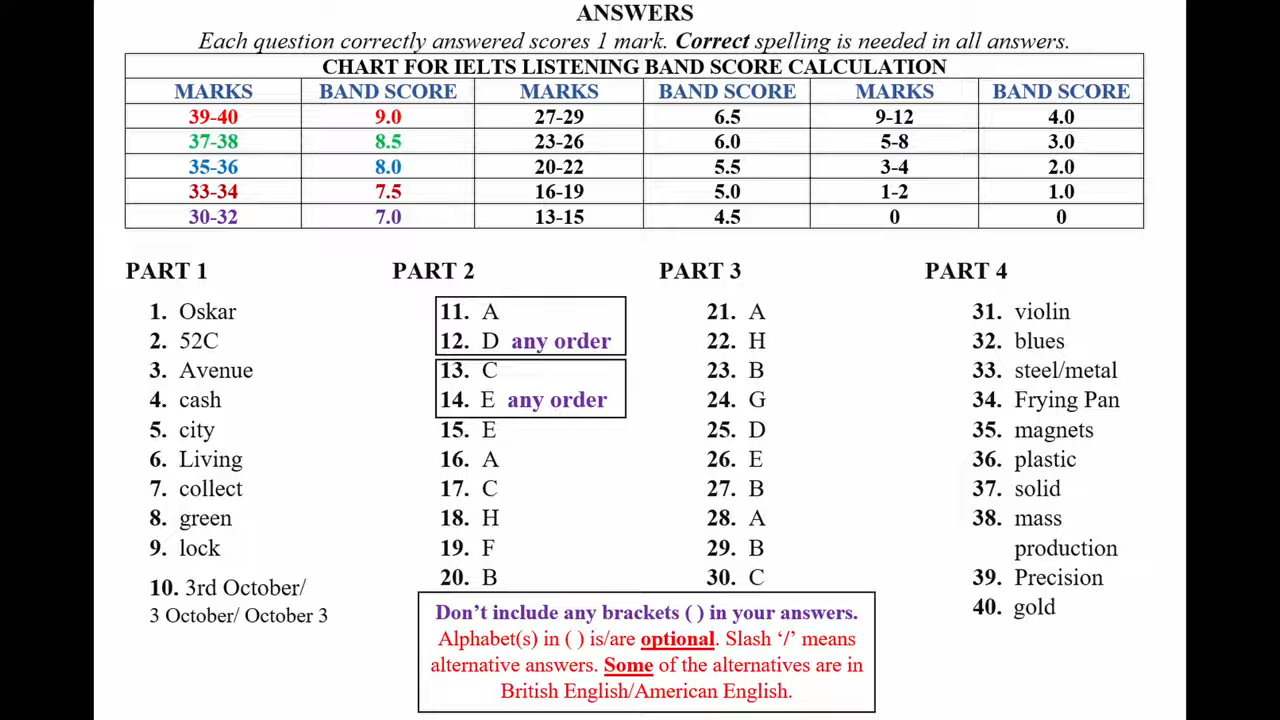 ANSWERS
Each question correctly answered scores 1 mark. Correct spelling is needed in all answers.
CHART FOR IELTS LISTENING BAND SCORE CALCULATION
MARKS BAND SCORE MARKS BAND SCORE MARKS BAND SCORE
39-40 9.0 27-29 6.5 9-12 4.0
37-38 8.5 23-26 6.0 5-8 3.0
35-36 8.0 20-22 5.5 3-4 2.0
33-34 7.5 16-19 5.0 1-2 1.0
30-32 7.0 13-15 4.5 0 0
PART 1
1. Oskar
2. 52C
3. Avenue
4. cash
5. city
6. Living
7. collect
8. green
9. lock
10. 3rd October/
3 October/ October 3
PART 2
11. A
12. D any order
13. C
14. E any order
15. E
16. A
17. C
18. H
19. F
20. B
PART 3
21. A
22. H
23. B
24. G
25. D
26. E
27. B
28. A
29. B
30. C
PART 4
31. violin
32. blues
33. steel/metal
34. Frying Pan
35. magnets
36. plastic
37. solid
38. mass
production
39. Precision
40. gold
Don't include any brackets ( ) in your answers.
Alphabet(s) in ( ) is/are optional. Slash ‘/’ means
alternative answers. Some of the alternatives are in
British English/American English.